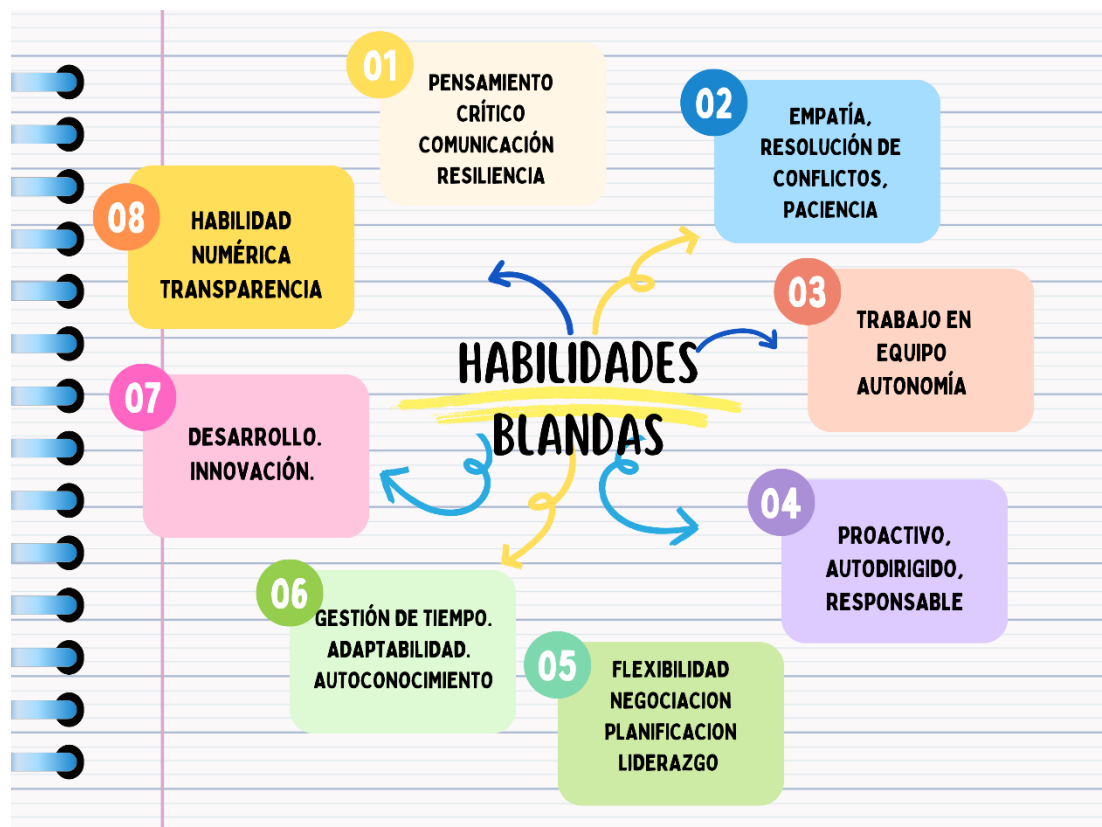 HABILIDADES
BLANDAS
01
PENSAMIENTO
CRÍTICO
COMUNICACIÓN
RESILIENCIA
02
EMPATÍA,
RESOLUCIÓN DE
CONFLICTOS,
PACIENCIA
03
TRABAJO EN
EQUIPO
AUTONOMÍA
04
PROACTIVO,
AUTODIRIGIDO,
RESPONSABLE
05
FLEXIBILIDAD
NEGOCIACION
PLANIFICACION
LIDERAZGO
06
GESTIÓN DE TIEMPO.
ADAPTABILIDAD.
AUTOCONOCIMIENTO
07
DESARROLLO.
INNOVACIÓN.
08
HABILIDAD
NUMÉRICA
TRANSPARENCIA